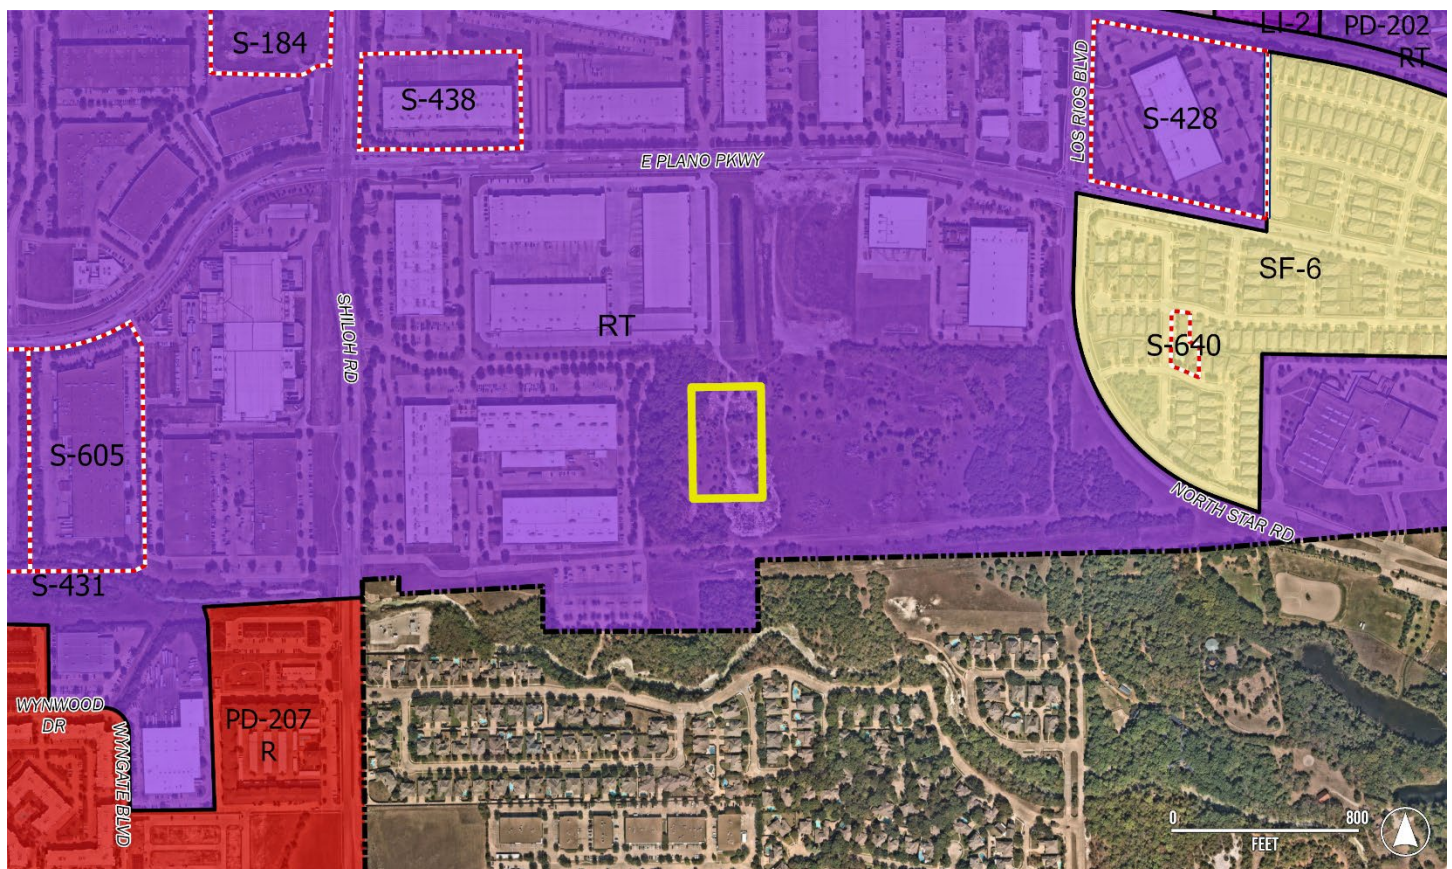 S-184
LI-2
PD-202
RT
S-438
LOS RIOS BLVD
S-428
E PLANO PKWY
SF-6
SHILOH RD
RT
S-640
S-605
NORTH STAR RD
S-431
WYNWOOD
DR
WYNGATE BLVD
PD-207
R
0 800
FEET